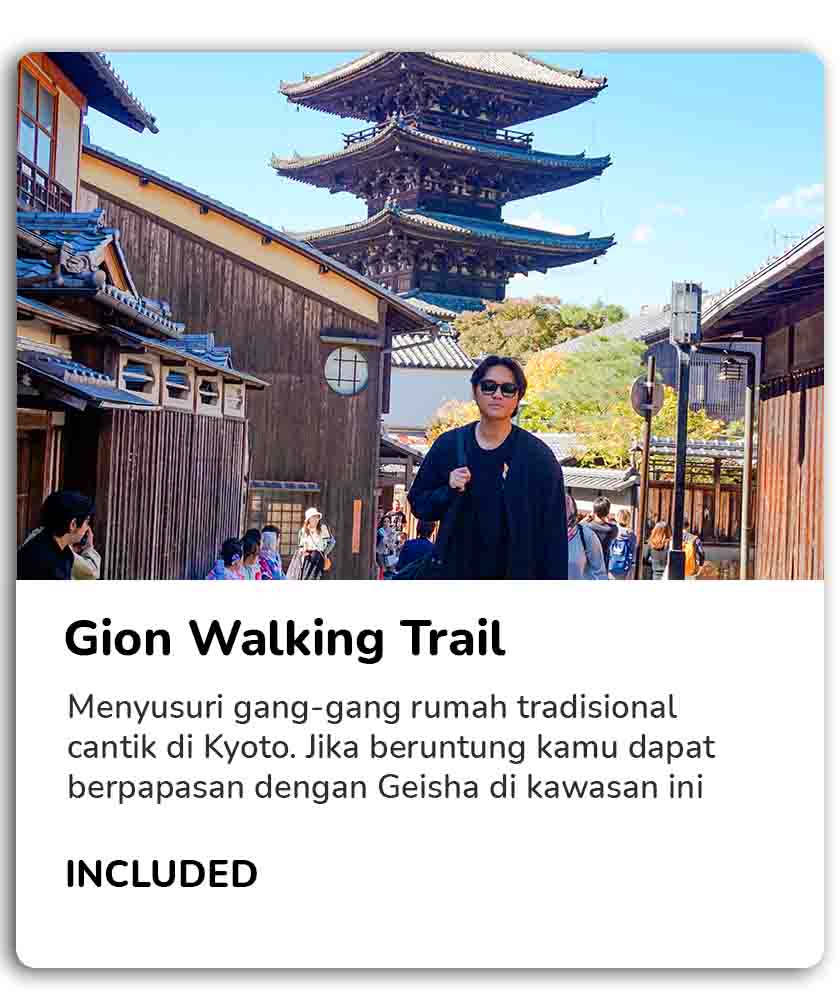 Gion Walking Trail
Menyusuri gang-gang rumah tradisional
cantik di Kyoto. Jika beruntung kamu dapat
berpapasan dengan Geisha di kawasan ini
INCLUDED